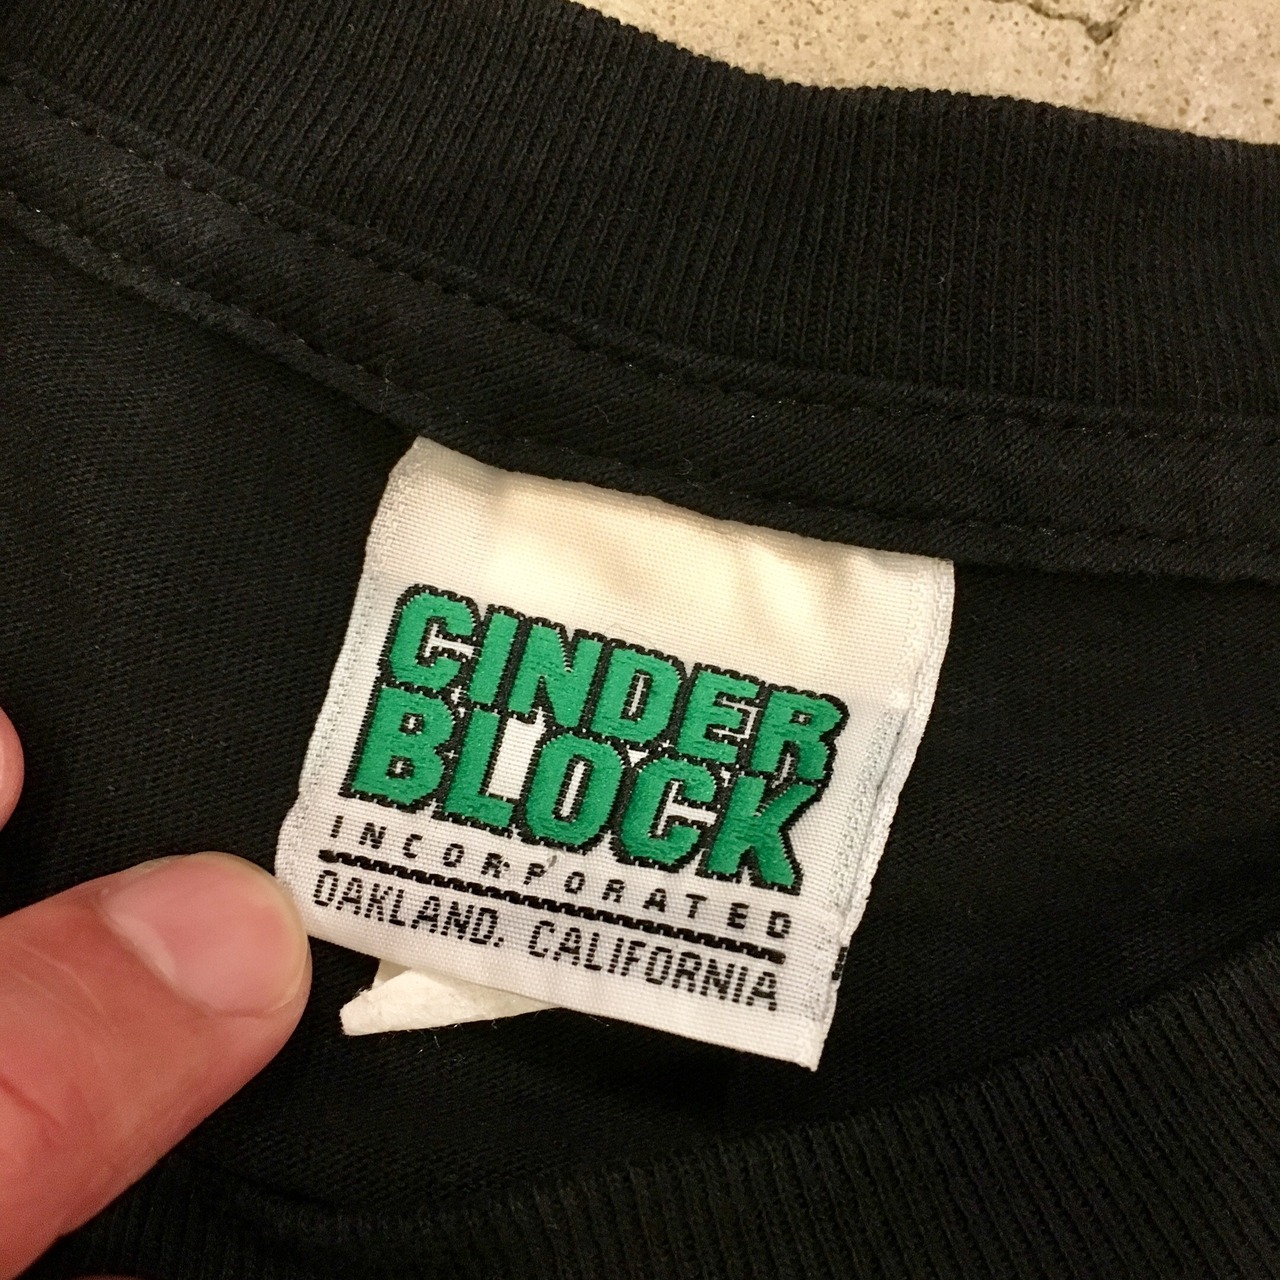 CINDER
BLOCK
INCORPORATED
OAKLAND, CALIFORNIA